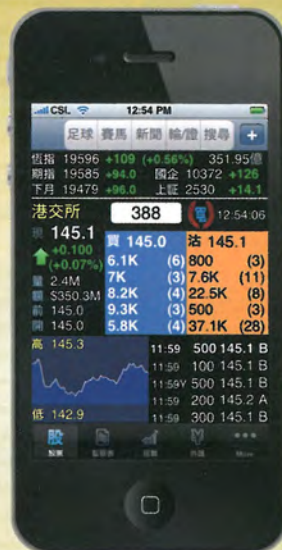 CSL 12:54 PM
足球 賽馬 新聞 輪/證 搜尋 +
恆指 19596 +109 (+0.56%) 351.95億
期指 19585 +94.0 國企 10372 +126
下月 19479 +96.0 上証 2530 +14.1
港交所 388 12:54:06
現 145.1
+0.100
(+0.07%)
量 2.4M
額 $350.3M
前 145.0
開 145.0
買 145.0
6.1K (6)
7K (3)
8.2K (4)
9.3K (3)
5.8K (4)
沽 145.1
800 (3)
7.6K (11)
22.5K (8)
500 (3)
37.1K (28)
高 145.3
低 142.9
11:59 500 145.1 B
11:59 100 145.1 B
11:59Y 500 145.1 B
11:59 200 145.2 A
11:59 300 145.1 B
股
股票
More